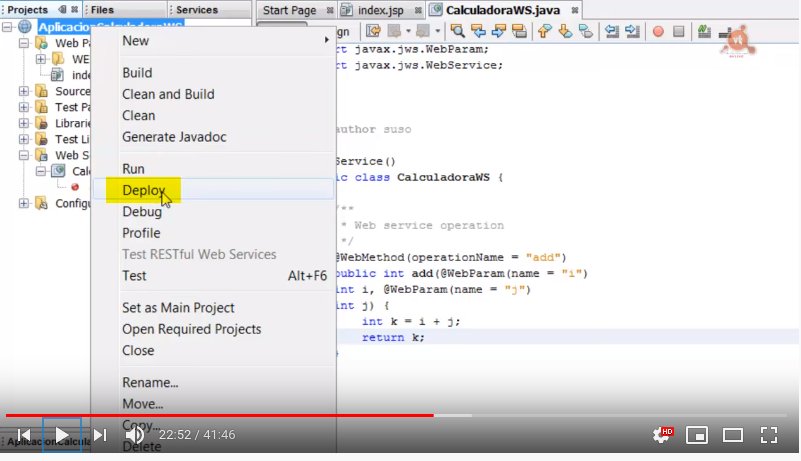 Projects
Files
Services
Start Page
index.jsp
CalculadoraWS.java
AplicacionCalculadoraWS
Web Pa
WE
inde
Source
Test Pa
Librarie
Test Li
Web S
Calc
Configu
New
Build
Clean and Build
Clean
Generate Javadoc
Run
Deploy
Debug
Profile
Test RESTful Web Services
Test Alt+F6
Set as Main Project
Open Required Projects
Close
Rename...
Move...
Copy...
Delete
gn
rt javax.jws.WebParam;
rt javax.jws.WebService;
author suso
Service()
ic class CalculadoraWS {
/**
* Web service operation
*/
@WebMethod(operationName = "add")
public int add(@WebParam(name = "i")
int i, @WebParam(name = "j")
int j) {
int k = i + j;
return k;
}
22:52 / 41:46
HD
AplicacionCalcula